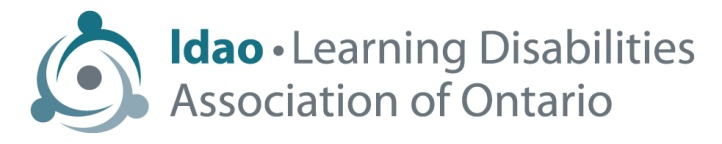 ldao • Learning Disabilities
Association of Ontario